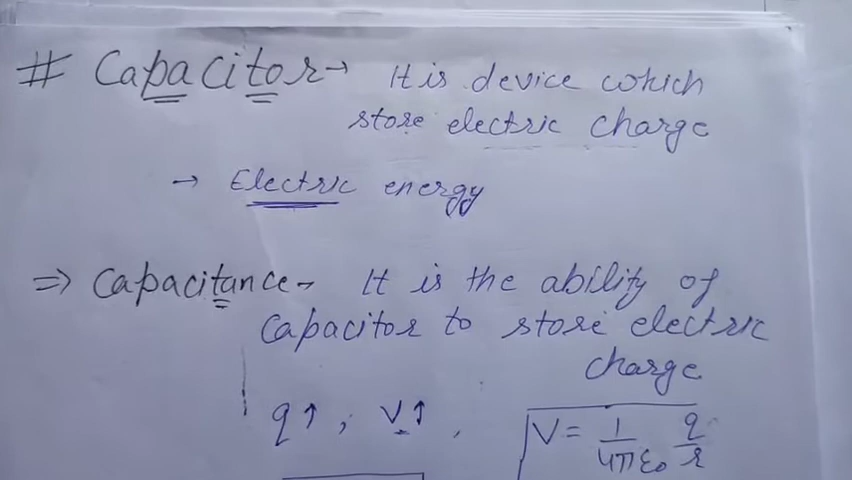 # Capacitor → It is device which
store electric charge
→ Electric energy
⇒ Capacitance → It is the ability of
capacitor to store electric
charge
q↑ , V↑ , V = 1/4πε₀ q/r